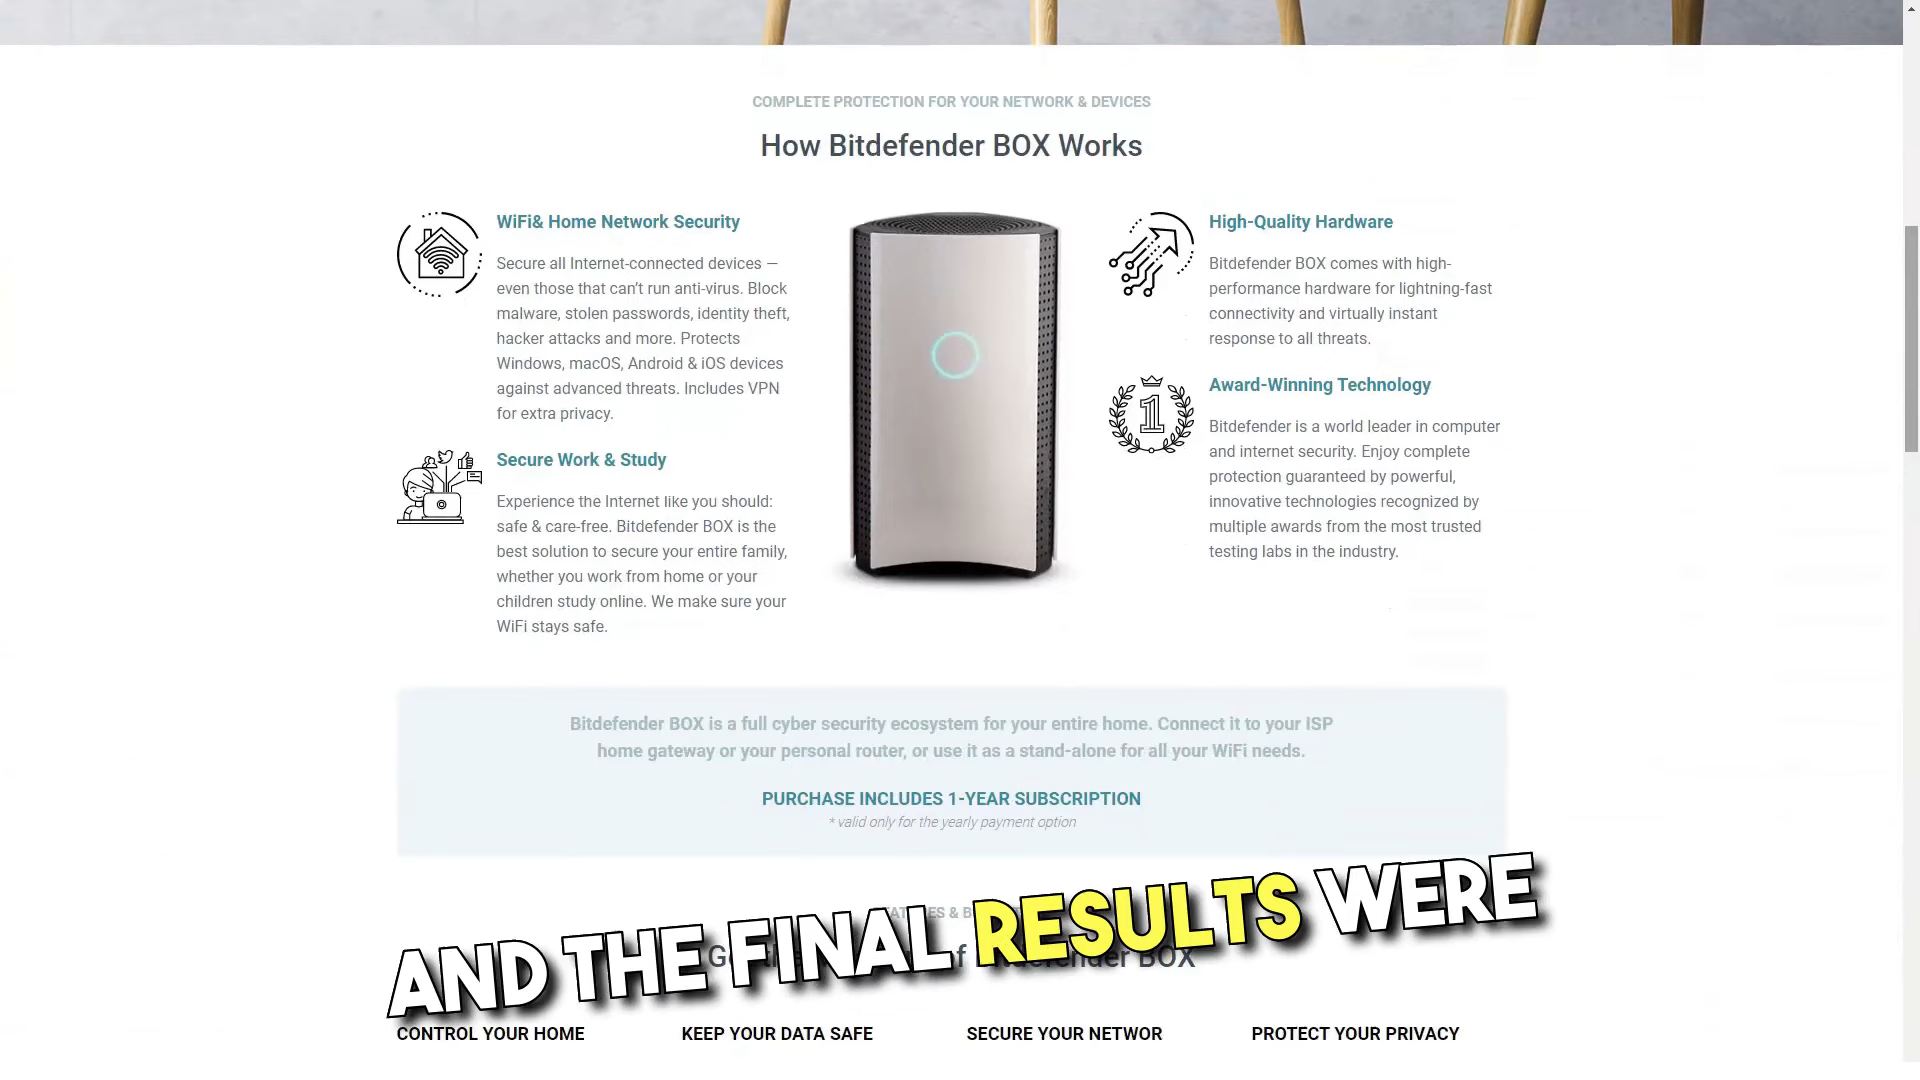 COMPLETE PROTECTION FOR YOUR NETWORK & DEVICES
How Bitdefender BOX Works
WiFi& Home Network Security
Secure all Internet-connected devices —
even those that can’t run anti-virus. Block
malware, stolen passwords, identity theft,
hacker attacks and more. Protects
Windows, macOS, Android & iOS devices
against advanced threats. Includes VPN
for extra privacy.
Secure Work & Study
Experience the Internet like you should:
safe & care-free. Bitdefender BOX is the
best solution to secure your entire family,
whether you work from home or your
children study online. We make sure your
WiFi stays safe.
High-Quality Hardware
Bitdefender BOX comes with high-
performance hardware for lightning-fast
connectivity and virtually instant
response to all threats.
Award-Winning Technology
1
Bitdefender is a world leader in computer
and internet security. Enjoy complete
protection guaranteed by powerful,
innovative technologies recognized by
multiple awards from the most trusted
testing labs in the industry.
Bitdefender BOX is a full cyber security ecosystem for your entire home. Connect it to your ISP
home gateway or your personal router, or use it as a stand-alone for all your WiFi needs.
PURCHASE INCLUDES 1-YEAR SUBSCRIPTION
* valid only for the yearly payment option
AND THE FINAL RESULTS WERE
BOX
CONTROL YOUR HOME
KEEP YOUR DATA SAFE
SECURE YOUR NETWOR
PROTECT YOUR PRIVACY